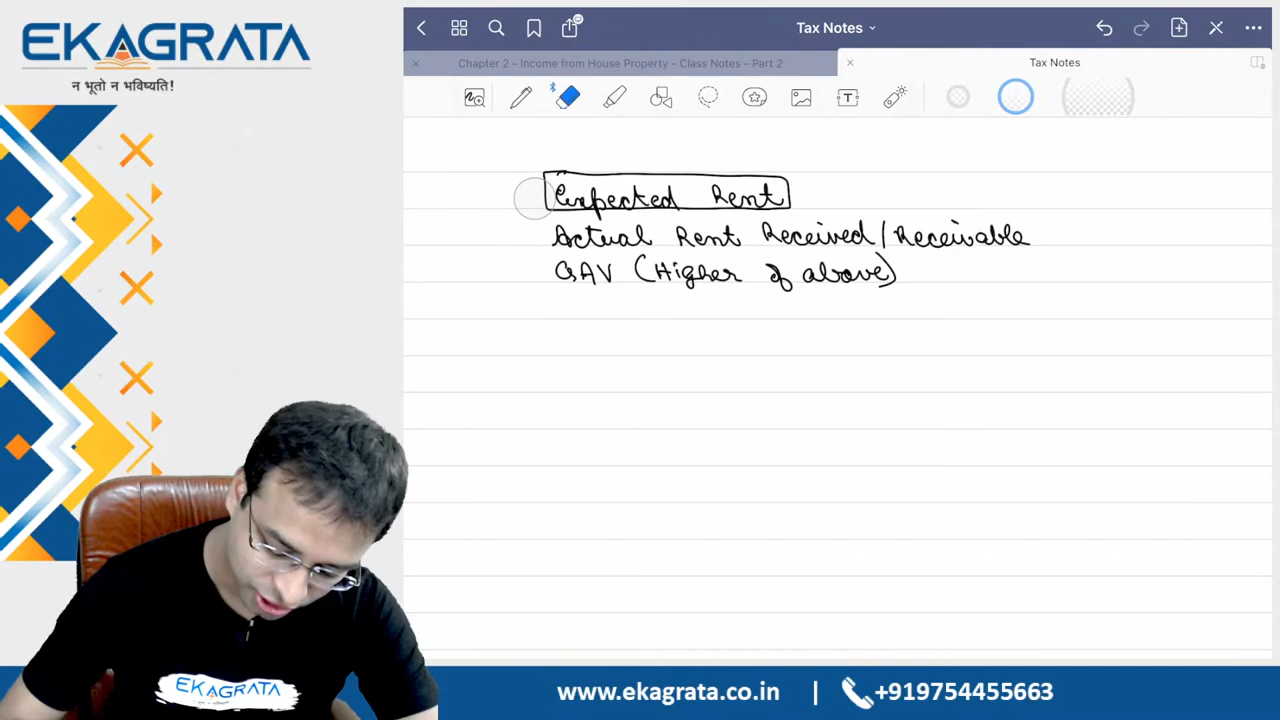 EKAGRATA
न भूतो न भविष्यति!
Tax Notes
Chapter 2 - Income from House Property - Class Notes - Part 2
Tax Notes
T
Expected Rent
Actual Rent Received/Receivable
GAV (Higher of above)
EKAGRATA
www.ekagrata.co.in | +919754455663